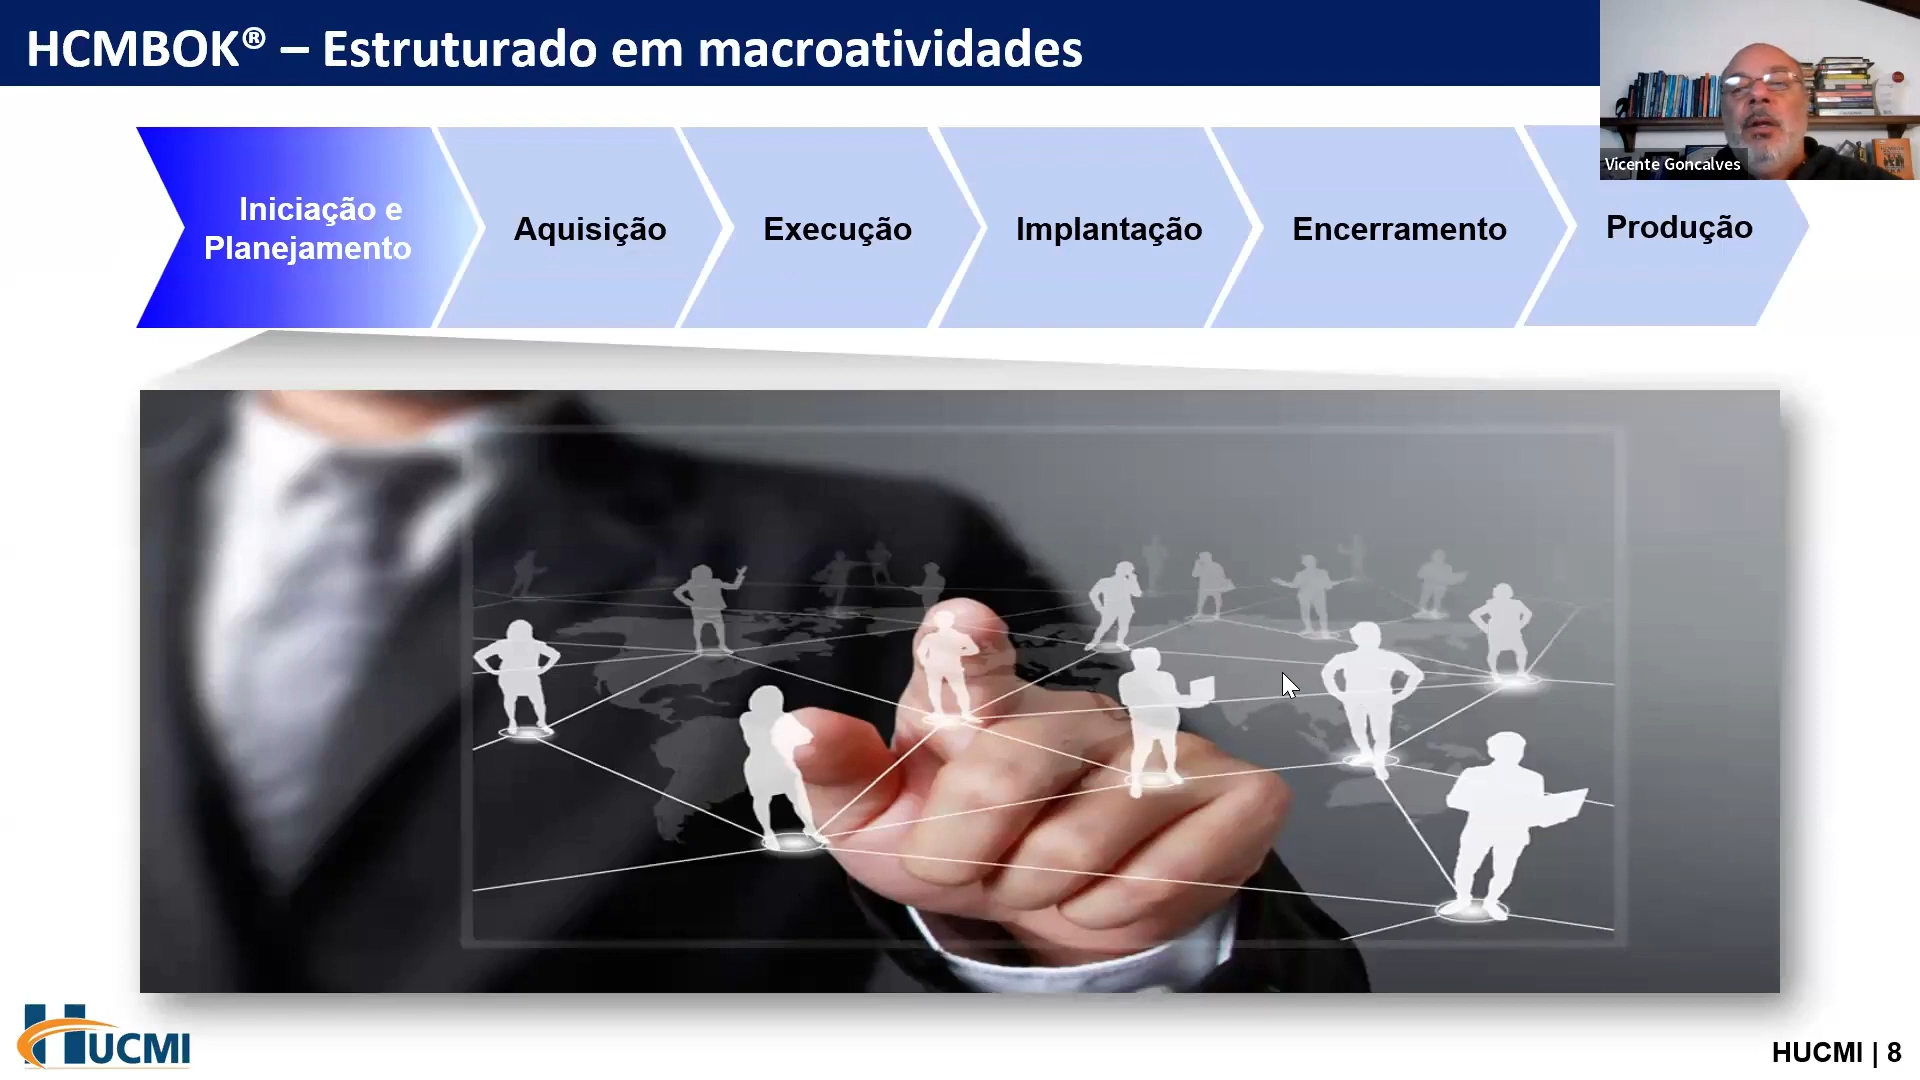 HCMBOK® – Estruturado em macroatividades
Vicente Goncalves
Iniciação e
Planejamento
Aquisição
Execução
Implantação
Encerramento
Produção
HUCMI
HUCMI | 8